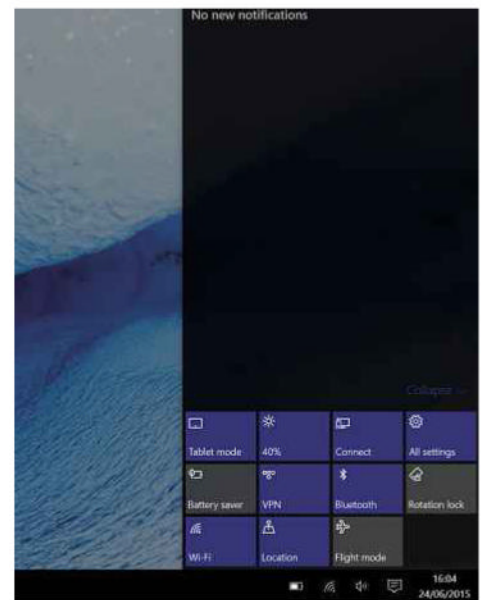 No new notifications
Collapse
Tablet mode
40%
Connect
All settings
Battery saver
VPN
Bluetooth
Rotation lock
Wi-Fi
Location
Flight mode
16:04
24/06/2015